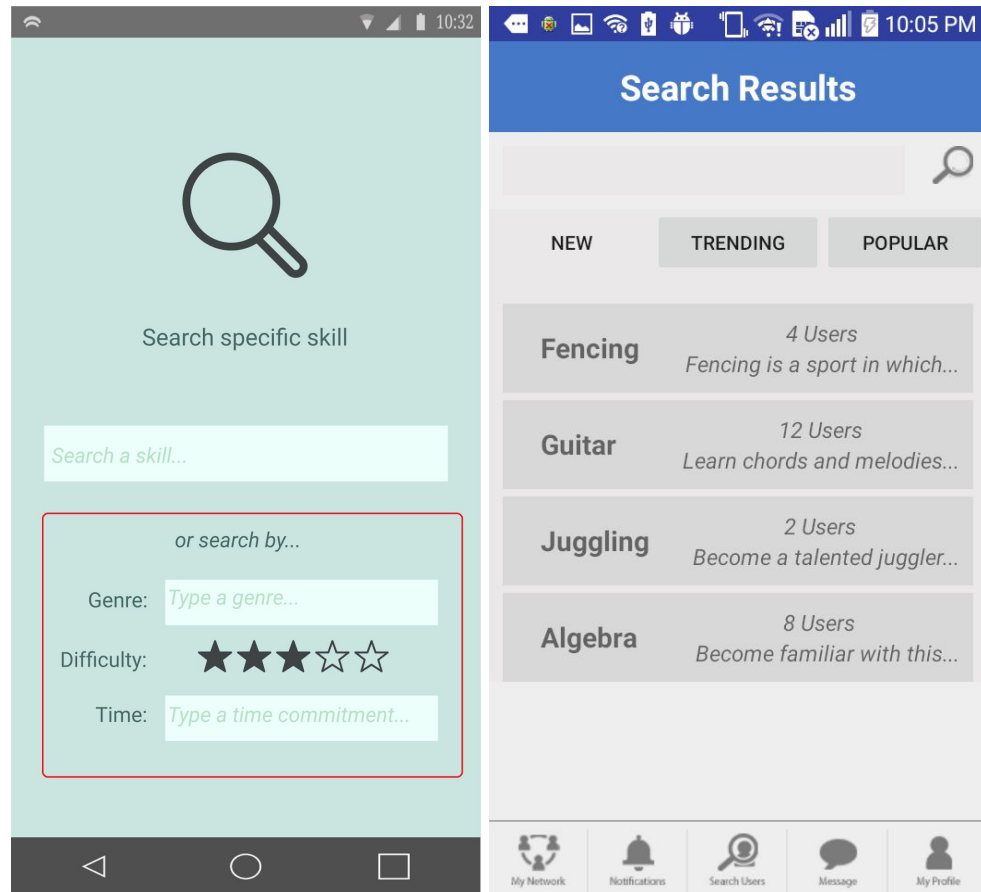 10:32
Search specific skill
Search a skill...
or search by...
Genre: Type a genre...
Difficulty:
Time: Type a time commitment...
10:05 PM
Search Results
NEW TRENDING POPULAR
Fencing
4 Users
Fencing is a sport in which...
Guitar
12 Users
Learn chords and melodies...
Juggling
2 Users
Become a talented juggler...
Algebra
8 Users
Become familiar with this...
My Network Notifications Search Users Message My Profile